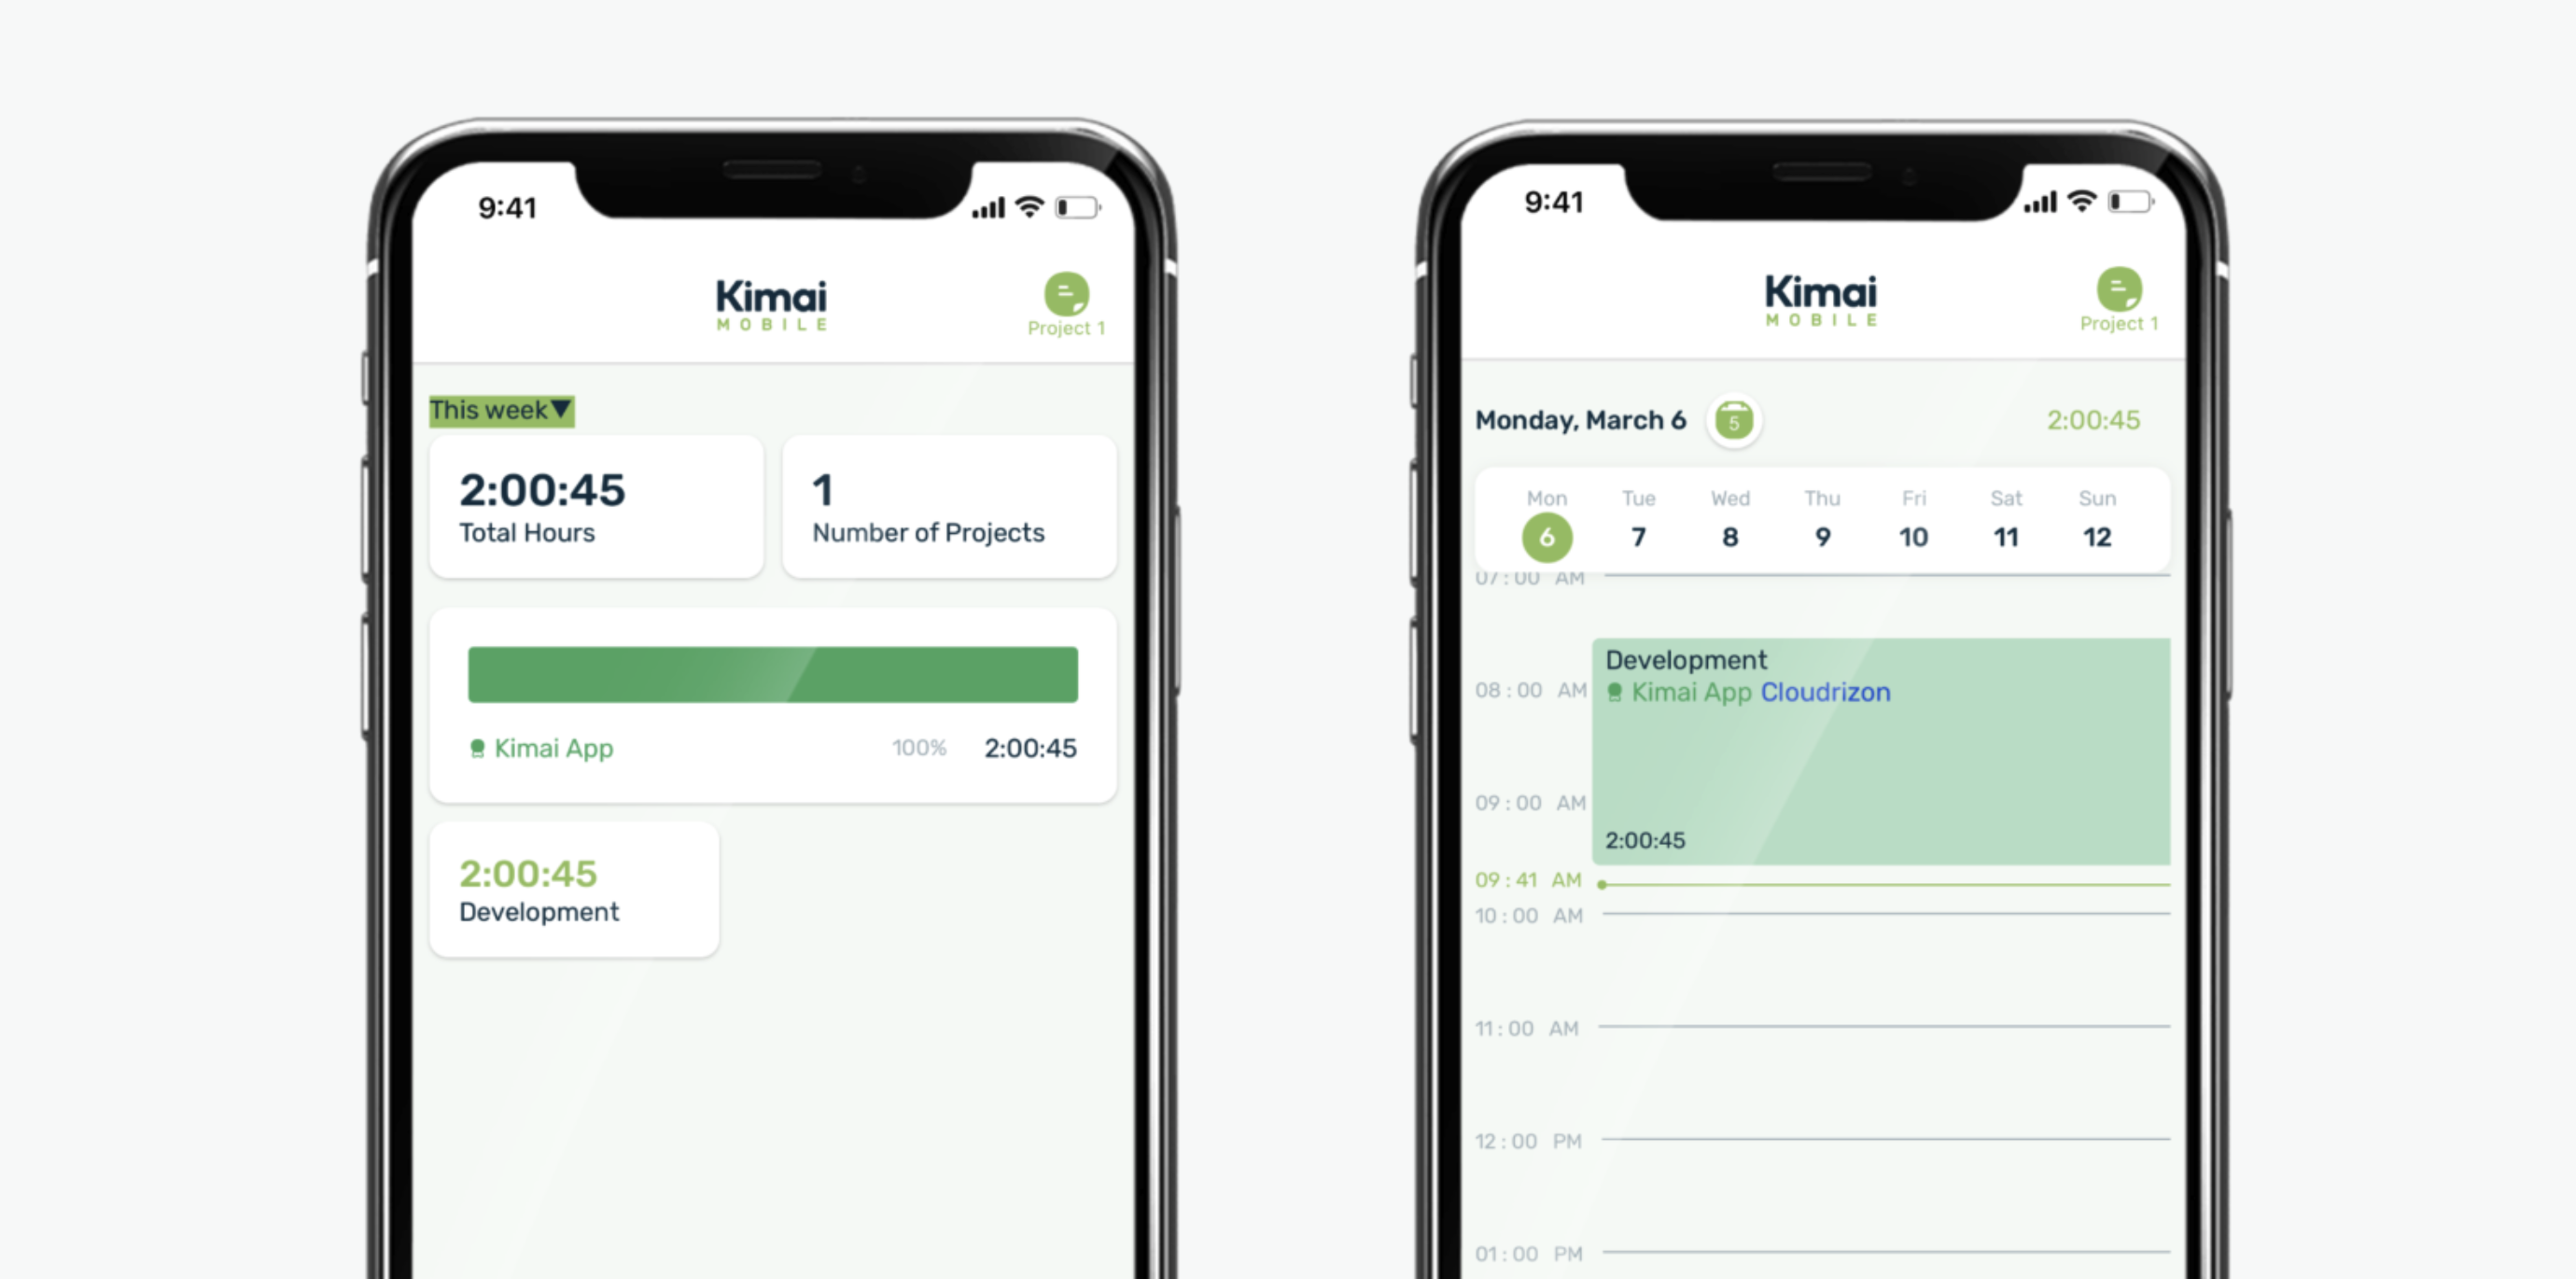 9:41
Kimai
MOBILE
Project 1
This week▼
2:00:45
Total Hours
1
Number of Projects
Kimai App 100% 2:00:45
2:00:45
Development
9:41
Kimai
MOBILE
Project 1
Monday, March 6 5 2:00:45
Mon Tue Wed Thu Fri Sat Sun
6 7 8 9 10 11 12
07:00 AM
Development
08:00 AM Kimai App Cloudrizon
09:00 AM
2:00:45
09:41 AM
10:00 AM
11:00 AM
12:00 PM
01:00 PM